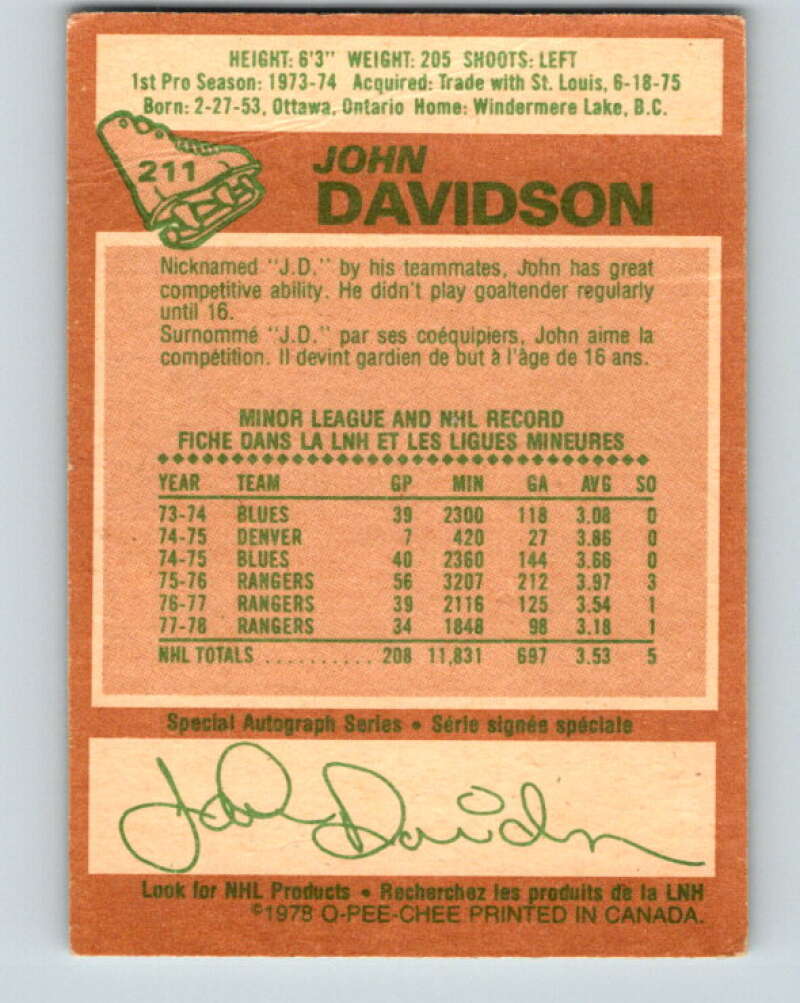 HEIGHT: 6'3" WEIGHT: 205 SHOOTS: LEFT
1st Pro Season: 1973-74 Acquired: Trade with St. Louis, 6-18-75
Born: 2-27-53, Ottawa, Ontario Home: Windermere Lake, B.C.
211
JOHN
DAVIDSON
Nicknamed "J.D." by his teammates, John has great
competitive ability. He didn't play goaltender regularly
until 16.
Surnommé "J.D." par ses coéquipiers, John aime la
compétition. Il devint gardien de but à l'âge de 16 ans.
MINOR LEAGUE AND NHL RECORD
FICHE DANS LA LNH ET LES LIGUES MINEURES
YEAR TEAM GP MIN GA AVG SO
73-74 BLUES 39 2300 118 3.08 0
74-75 DENVER 7 420 27 3.86 0
74-75 BLUES 40 2360 144 3.66 0
75-76 RANGERS 56 3207 212 3.97 3
76-77 RANGERS 39 2116 125 3.54 1
77-78 RANGERS 34 1848 98 3.18 1
NHL TOTALS .......... 208 11,831 697 3.53 5
Special Autograph Series • Série signée spéciale
John Davidson
Look for NHL Products • Recherchez les produits de la LNH
©1978 O-PEE-CHEE PRINTED IN CANADA.